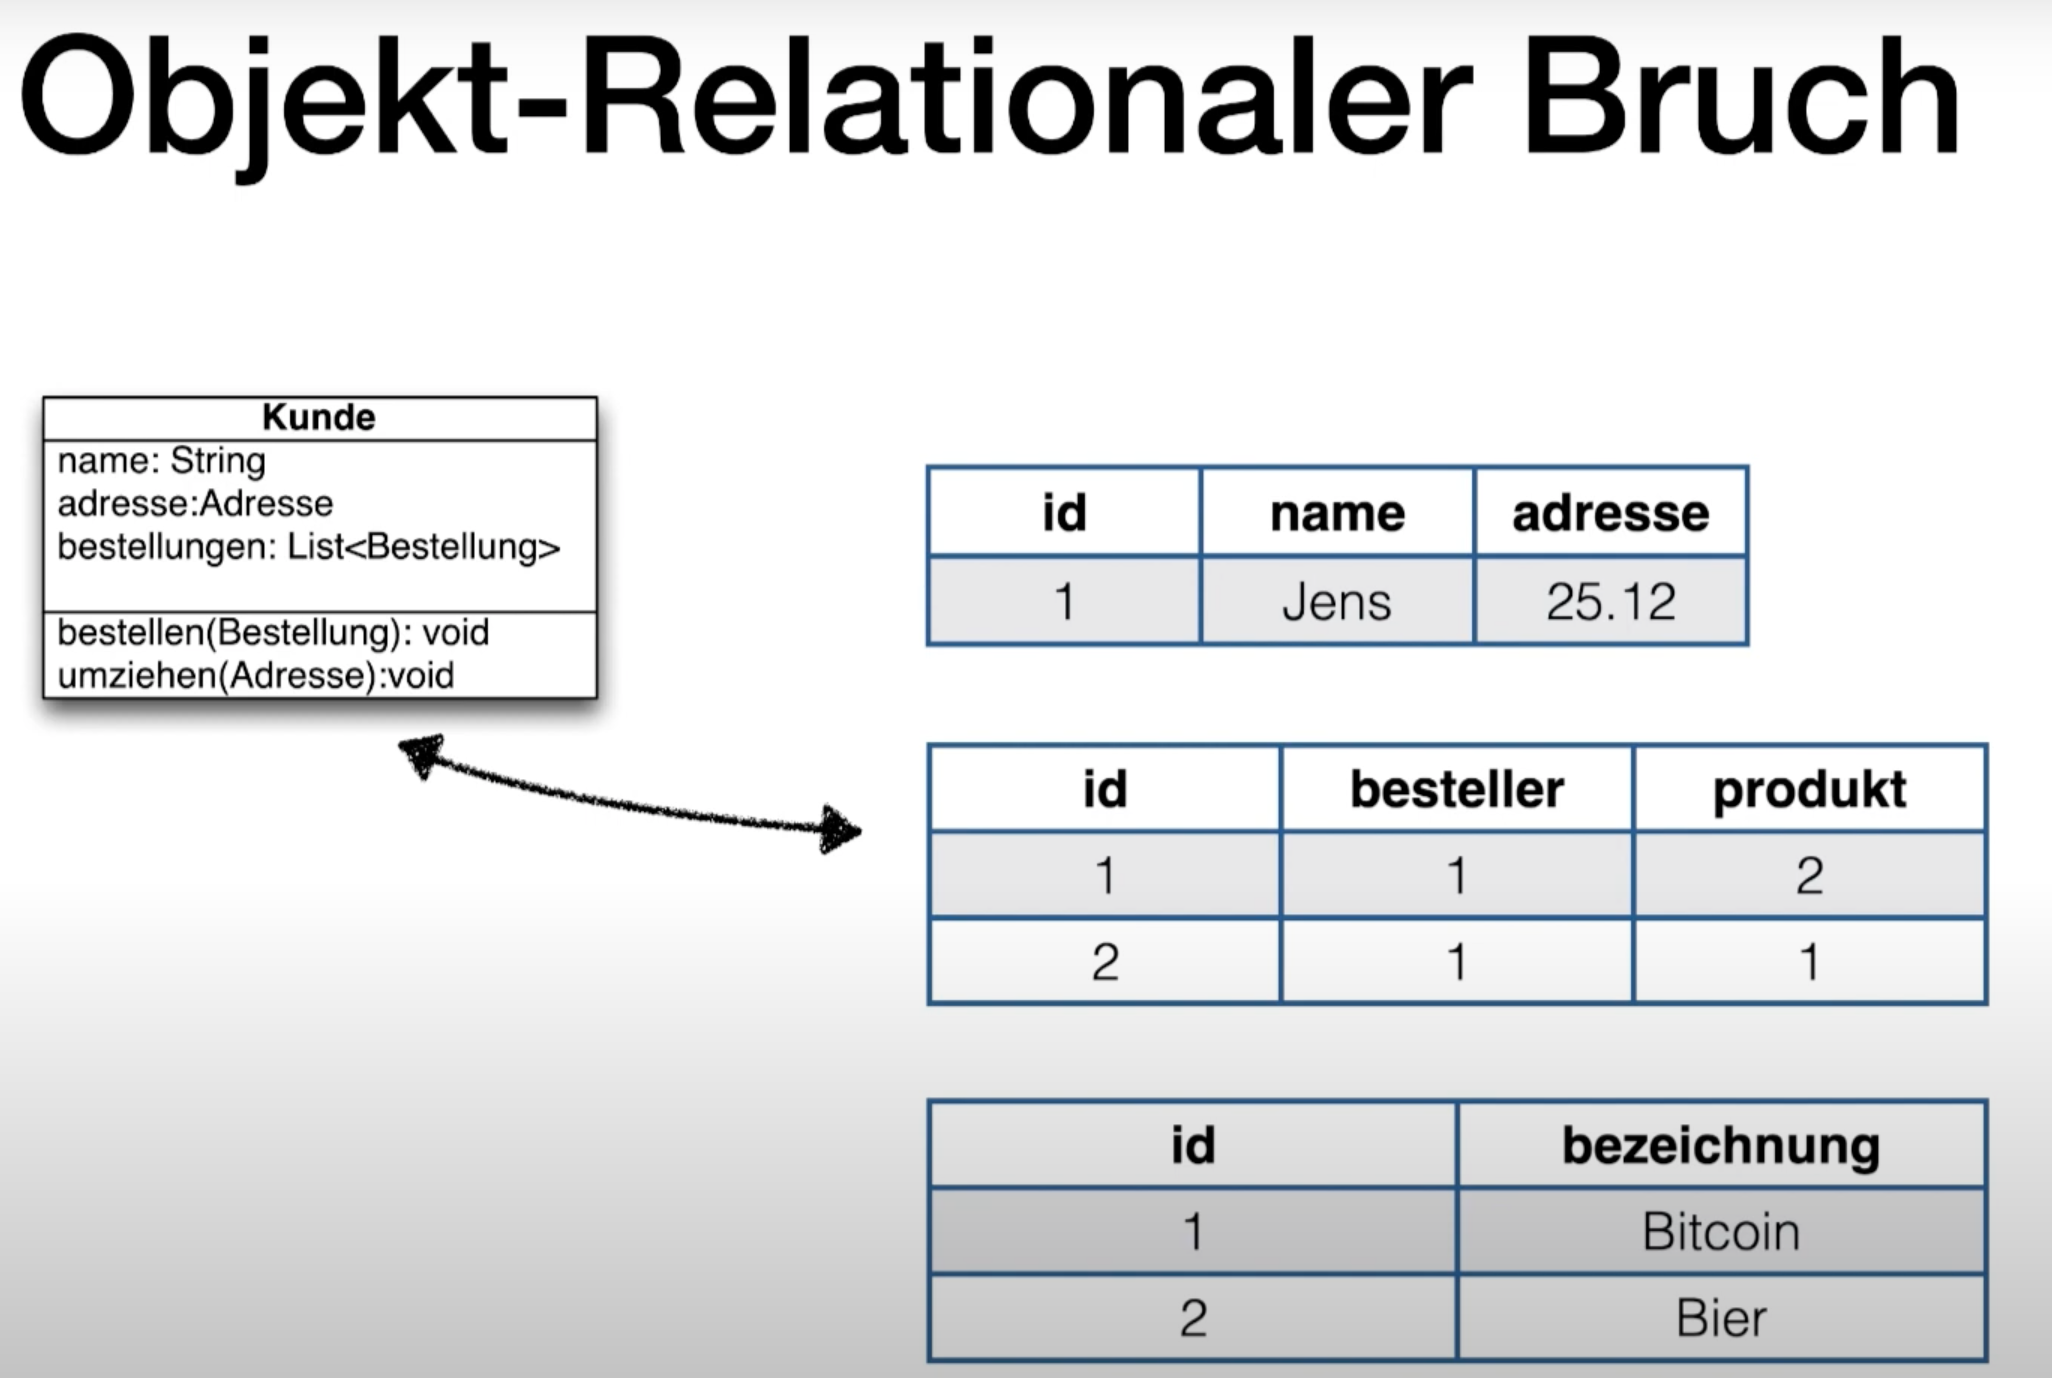 Objekt-Relationaler Bruch
Kunde
name: String
adresse:Adresse
bestellungen: List<Bestellung>
bestellen(Bestellung): void
umziehen(Adresse):void
id name adresse
1 Jens 25.12
id besteller produkt
1 1 2
2 1 1
id bezeichnung
1 Bitcoin
2 Bier